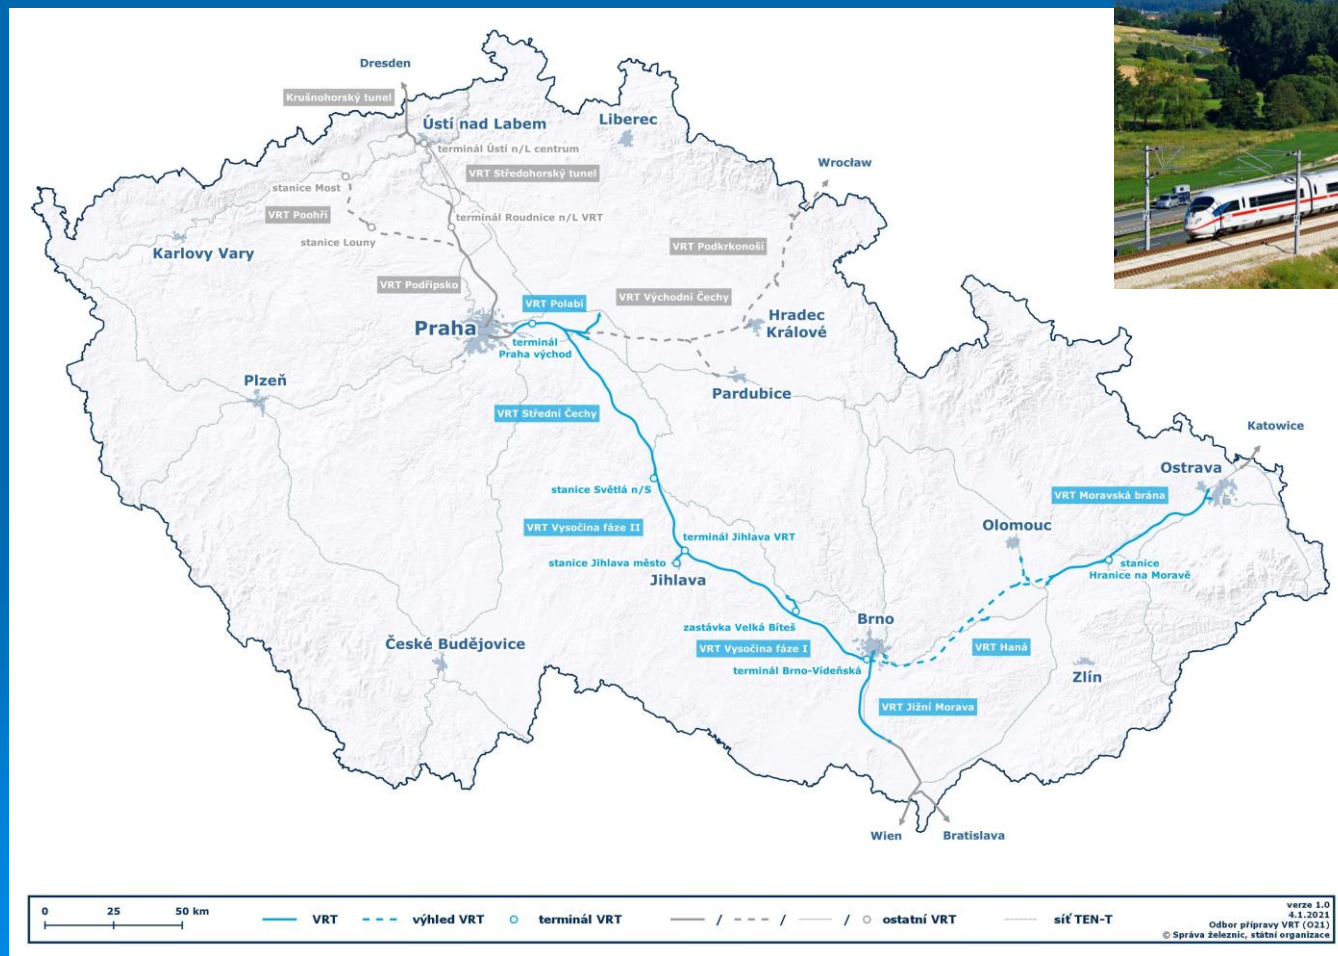 Dresden
Krušnohorský tunel
Ústí nad Labem
Liberec
terminál Ústí n/L centrum
Wrocław
VRT Středohorský tunel
stanice Most
VRT Poohří
terminál Roudnice n/L VRT
stanice Louny
Karlovy Vary
VRT Podkrkonoší
VRT Podřipsko
VRT Polabí
VRT Východní Čechy
Praha
Hradec
Králové
terminál
Praha východ
Plzeň
Pardubice
VRT Střední Čechy
Katowice
Ostrava
stanice Světlá n/S
VRT Moravská brána
VRT Vysočina fáze II
Olomouc
terminál Jihlava VRT
stanice Jihlava město
stanice
Hranice na Moravě
Jihlava
zastávka Velká Bíteš
Brno
České Budějovice
VRT Vysočina fáze I
VRT Haná
terminál Brno-Vídeňská
Zlín
VRT Jižní Morava
Wien
Bratislava
0 25 50 km
VRT
výhled VRT
terminál VRT
/ / / ostatní VRT
síť TEN-T
verze 1.0
4.1.2021
Odbor přípravy VRT (O21)
© Správa železnic, státní organizace